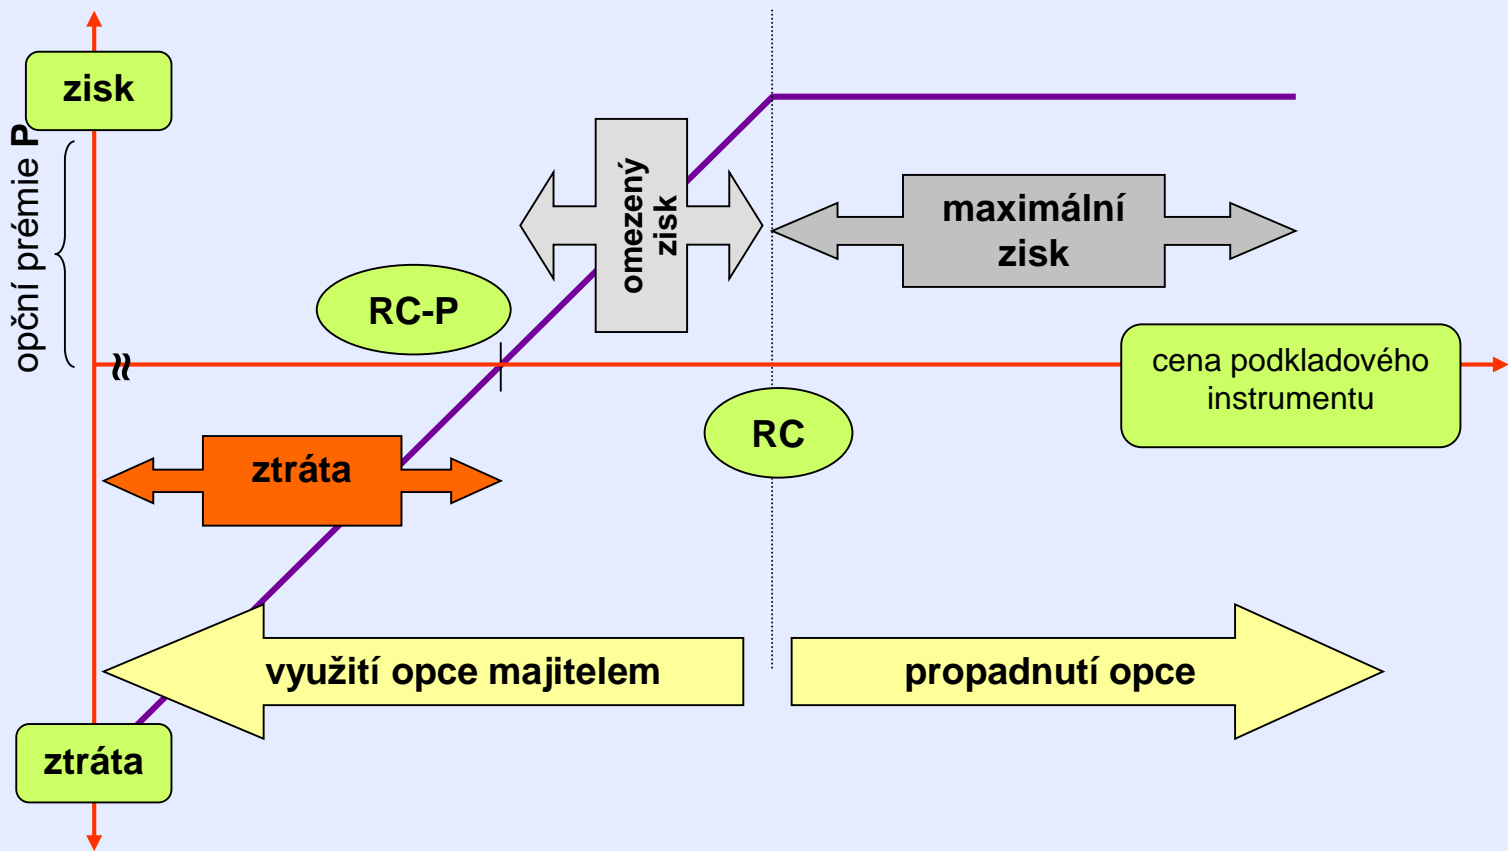 zisk
opční prémie P
omezený
zisk
maximální
zisk
RC-P
cena podkladového
instrumentu
RC
ztráta
využití opce majitelem
propadnutí opce
ztráta